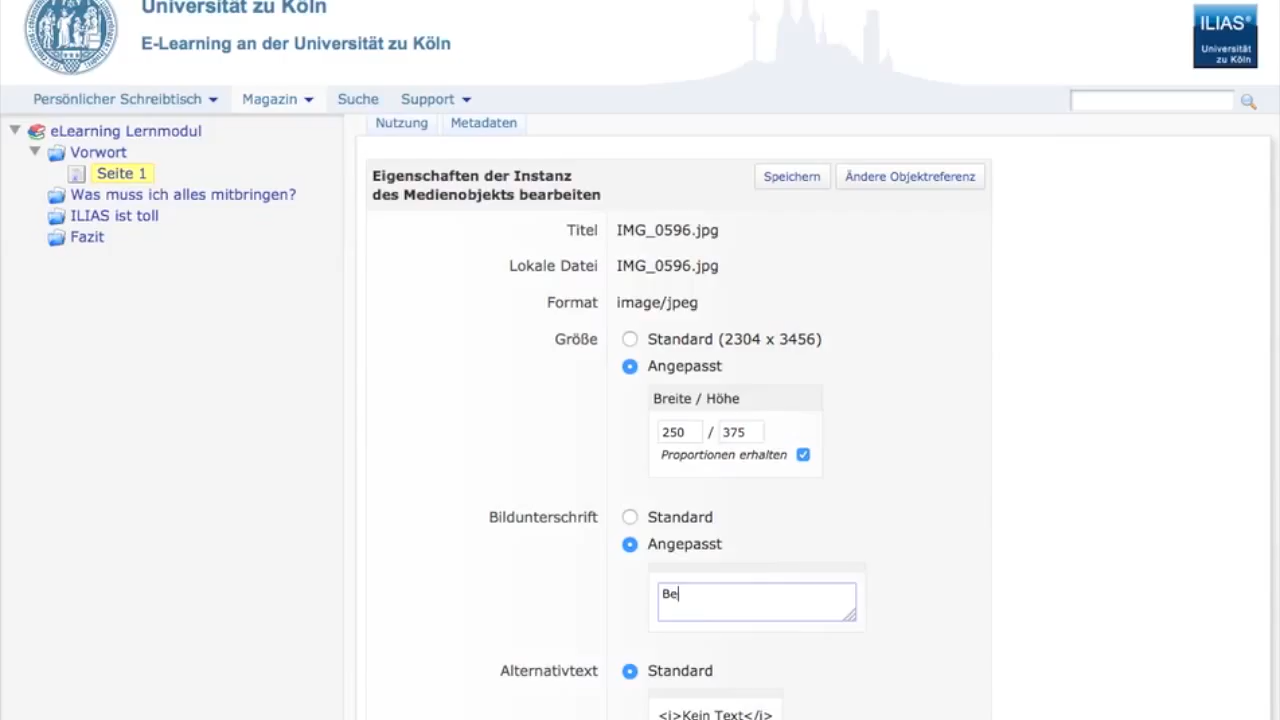 Universität zu Köln
E-Learning an der Universität zu Köln
ILIAS®
Universität
zu Köln
Persönlicher Schreibtisch
Magazin
Suche
Support
eLearning Lernmodul
Vorwort
Seite 1
Was muss ich alles mitbringen?
ILIAS ist toll
Fazit
Nutzung
Metadaten
Eigenschaften der Instanz
des Medienobjekts bearbeiten
Speichern
Ändere Objektreferenz
Titel IMG_0596.jpg
Lokale Datei IMG_0596.jpg
Format image/jpeg
Größe Standard (2304 x 3456)
Angepasst
Breite / Höhe
250 / 375
Proportionen erhalten
Bildunterschrift Standard
Angepasst
Be
Alternativtext Standard
<i>Kein Text</i>